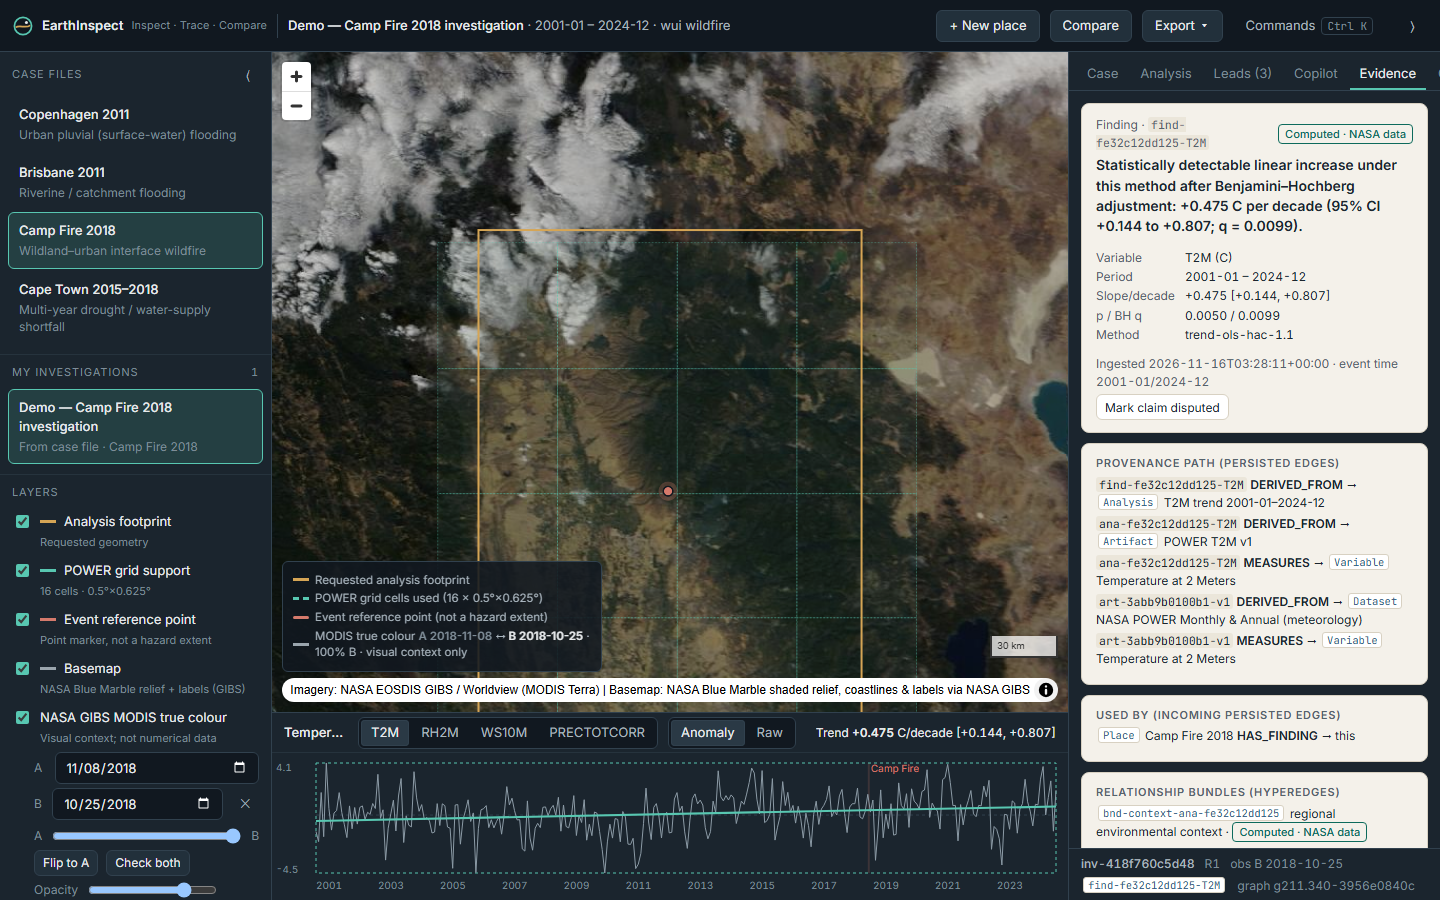 EarthInspect Inspect · Trace · Compare
Demo — Camp Fire 2018 investigation · 2001-01 – 2024-12 · wui wildfire
+ New place
Compare
Export
Commands Ctrl K
CASE FILES
Copenhagen 2011
Urban pluvial (surface-water) flooding
Brisbane 2011
Riverine / catchment flooding
Camp Fire 2018
Wildland–urban interface wildfire
Cape Town 2015–2018
Multi-year drought / water-supply
shortfall
MY INVESTIGATIONS 1
Demo — Camp Fire 2018
investigation
From case file · Camp Fire 2018
LAYERS
Analysis footprint
Requested geometry
POWER grid support
16 cells · 0.5°×0.625°
Event reference point
Point marker, not a hazard extent
Basemap
NASA Blue Marble relief + labels (GIBS)
NASA GIBS MODIS true colour
Visual context; not numerical data
A 11/08/2018
B 10/25/2018 ×
A B
Flip to A Check both
Opacity
+
−
Requested analysis footprint
POWER grid cells used (16 × 0.5°×0.625°)
Event reference point (not a hazard extent)
MODIS true colour A 2018-11-08 ↔ B 2018-10-25 ·
100% B · visual context only
30 km
Imagery: NASA EOSDIS GIBS / Worldview (MODIS Terra) | Basemap: NASA Blue Marble shaded relief, coastlines & labels via NASA GIBS
Temper... T2M RH2M WS10M PRECTOTCORR Anomaly Raw Trend +0.475 C/decade [+0.144, +0.807]
4.1
Camp Fire
-4.5
2001 2003 2005 2007 2009 2011 2013 2015 2017 2019 2021 2023
Case Analysis Leads (3) Copilot Evidence
Finding · find-
fe32c12dd125-T2M
Computed · NASA data
Statistically detectable linear increase under
this method after Benjamini–Hochberg
adjustment: +0.475 C per decade (95% CI
+0.144 to +0.807; q = 0.0099).
Variable T2M (C)
Period 2001-01 – 2024-12
Slope/decade +0.475 [+0.144, +0.807]
p / BH q 0.0050 / 0.0099
Method trend-ols-hac-1.1
Ingested 2026-11-16T03:28:11+00:00 · event time
2001-01/2024-12
Mark claim disputed
PROVENANCE PATH (PERSISTED EDGES)
find-fe32c12dd125-T2M DERIVED_FROM →
Analysis T2M trend 2001-01–2024-12
ana-fe32c12dd125-T2M DERIVED_FROM →
Artifact POWER T2M v1
ana-fe32c12dd125-T2M MEASURES → Variable
Temperature at 2 Meters
art-3abb9b0100b1-v1 DERIVED_FROM → Dataset
NASA POWER Monthly & Annual (meteorology)
art-3abb9b0100b1-v1 MEASURES → Variable
Temperature at 2 Meters
USED BY (INCOMING PERSISTED EDGES)
Place Camp Fire 2018 HAS_FINDING → this
RELATIONSHIP BUNDLES (HYPEREDGES)
bnd-context-ana-fe32c12dd125 regional
environmental context · Computed · NASA data
inv-418f760c5d48 R1 obs B 2018-10-25
find-fe32c12dd125-T2M graph g211.340-3956e0840c